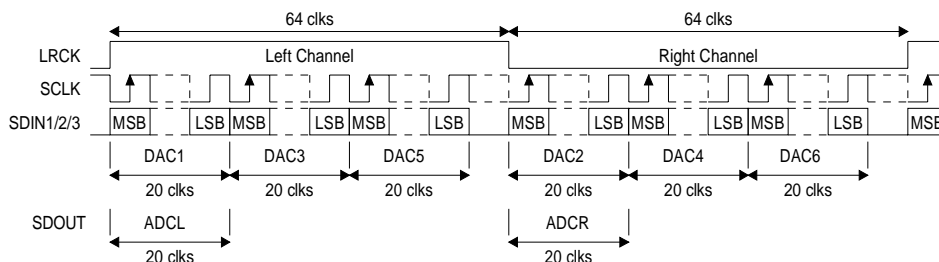 64 clks 64 clks
LRCK Left Channel Right Channel
SCLK
SDIN1/2/3 MSB LSB MSB LSB MSB LSB MSB LSB MSB LSB MSB LSB MSB
DAC1 DAC3 DAC5 DAC2 DAC4 DAC6
20 clks 20 clks 20 clks 20 clks 20 clks 20 clks
SDOUT ADCL ADCR
20 clks 20 clks